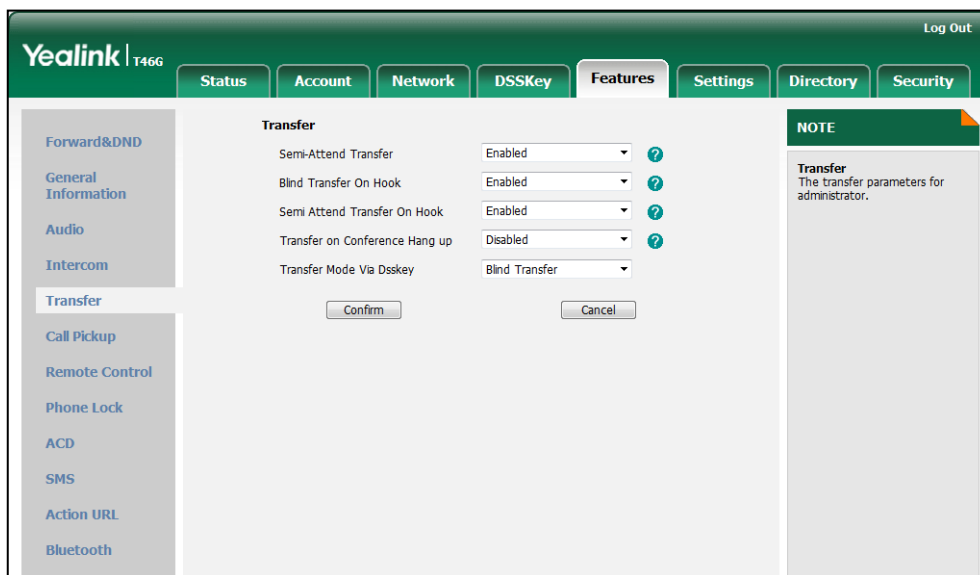 Log Out
Yealink T46G
Status Account Network DSSKey Features Settings Directory Security
Forward&DND
General
Information
Audio
Intercom
Transfer
Call Pickup
Remote Control
Phone Lock
ACD
SMS
Action URL
Bluetooth
Transfer
Semi-Attend Transfer Enabled ?
Blind Transfer On Hook Enabled ?
Semi Attend Transfer On Hook Enabled ?
Transfer on Conference Hang up Disabled ?
Transfer Mode Via Dsskey Blind Transfer
Confirm Cancel
NOTE
Transfer
The transfer parameters for
administrator.